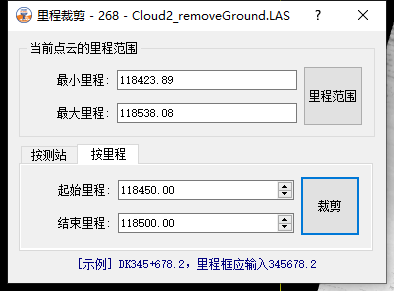 里程裁剪 - 268 - Cloud2_removeGround.LAS
? ×
当前点云的里程范围
最小里程: 118423.89
最大里程: 118538.08
里程范围
按测站 按里程
起始里程: 118450.00
结束里程: 118500.00
裁剪
[示例] DK345+678.2，里程框应输入345678.2